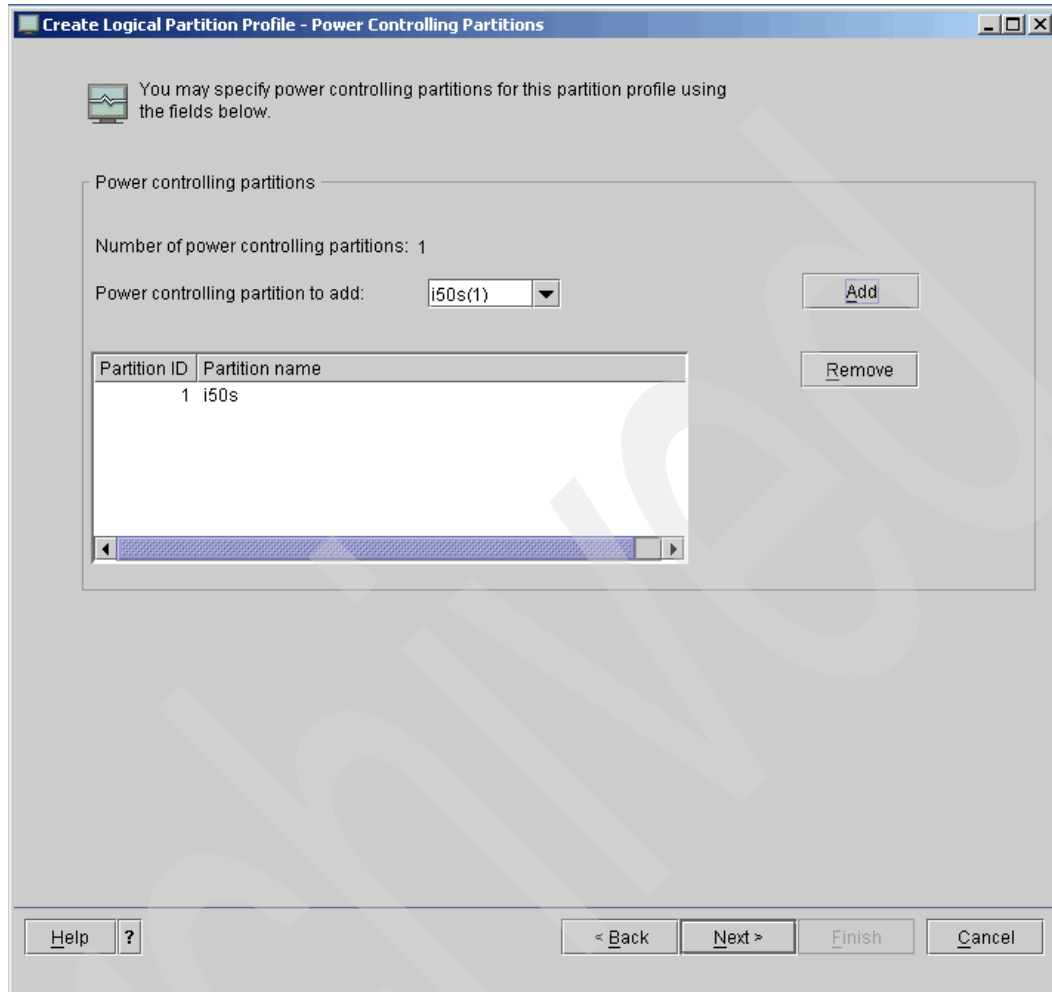 Create Logical Partition Profile - Power Controlling Partitions
You may specify power controlling partitions for this partition profile using
the fields below.
Power controlling partitions
Number of power controlling partitions: 1
Power controlling partition to add: i50s(1) Add
Partition ID Partition name Remove
1 i50s
Help ? < Back Next > Finish Cancel